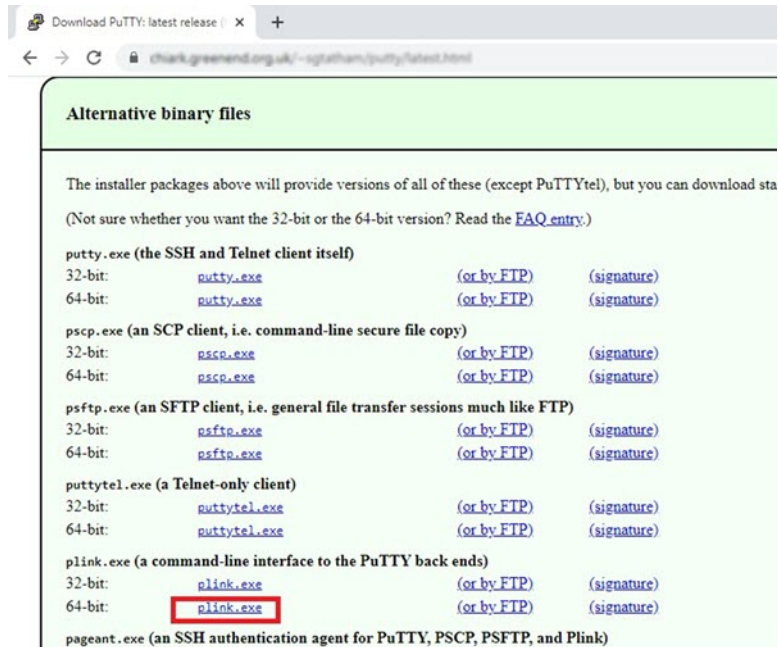 Download PuTTY: latest release (
chiark.greenend.org.uk/~sgtatham/putty/latest.html
Alternative binary files
The installer packages above will provide versions of all of these (except PuTTYtel), but you can download sta
(Not sure whether you want the 32-bit or the 64-bit version? Read the FAQ entry.)
putty.exe (the SSH and Telnet client itself)
32-bit: putty.exe (or by FTP) (signature)
64-bit: putty.exe (or by FTP) (signature)
pscp.exe (an SCP client, i.e. command-line secure file copy)
32-bit: pscp.exe (or by FTP) (signature)
64-bit: pscp.exe (or by FTP) (signature)
psftp.exe (an SFTP client, i.e. general file transfer sessions much like FTP)
32-bit: psftp.exe (or by FTP) (signature)
64-bit: psftp.exe (or by FTP) (signature)
puttytel.exe (a Telnet-only client)
32-bit: puttytel.exe (or by FTP) (signature)
64-bit: puttytel.exe (or by FTP) (signature)
plink.exe (a command-line interface to the PuTTY back ends)
32-bit: plink.exe (or by FTP) (signature)
64-bit: plink.exe (or by FTP) (signature)
pageant.exe (an SSH authentication agent for PuTTY, PSCP, PSFTP, and Plink)